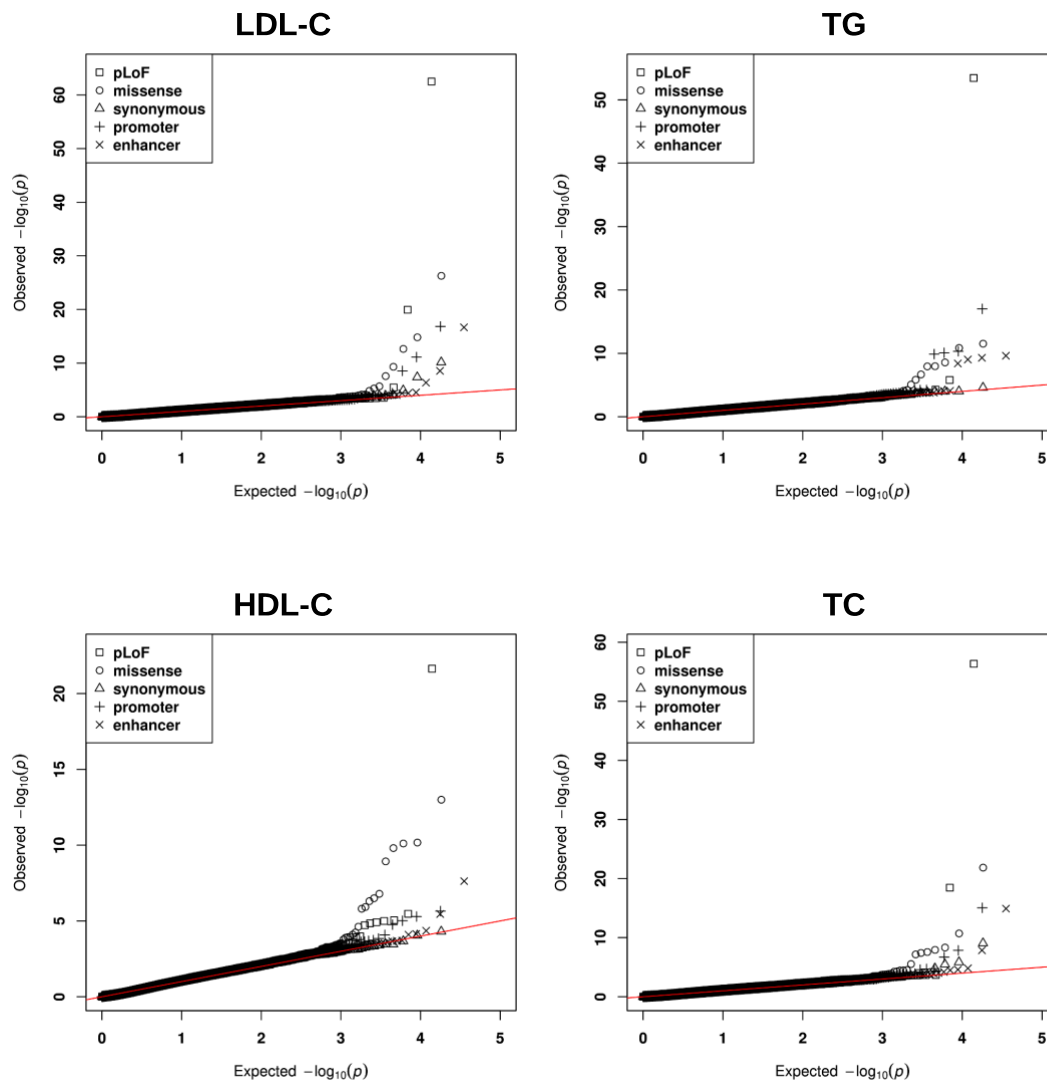 LDL-C
pLoF
missense
synonymous
promoter
enhancer
60
50
40
30
20
10
0
Observed −log10(p)
0 1 2 3 4 5
Expected −log10(p)
TG
pLoF
missense
synonymous
promoter
enhancer
50
40
30
20
10
0
Observed −log10(p)
0 1 2 3 4 5
Expected −log10(p)
HDL-C
pLoF
missense
synonymous
promoter
enhancer
20
15
10
5
0
Observed −log10(p)
0 1 2 3 4 5
Expected −log10(p)
TC
pLoF
missense
synonymous
promoter
enhancer
60
50
40
30
20
10
0
Observed −log10(p)
0 1 2 3 4 5
Expected −log10(p)